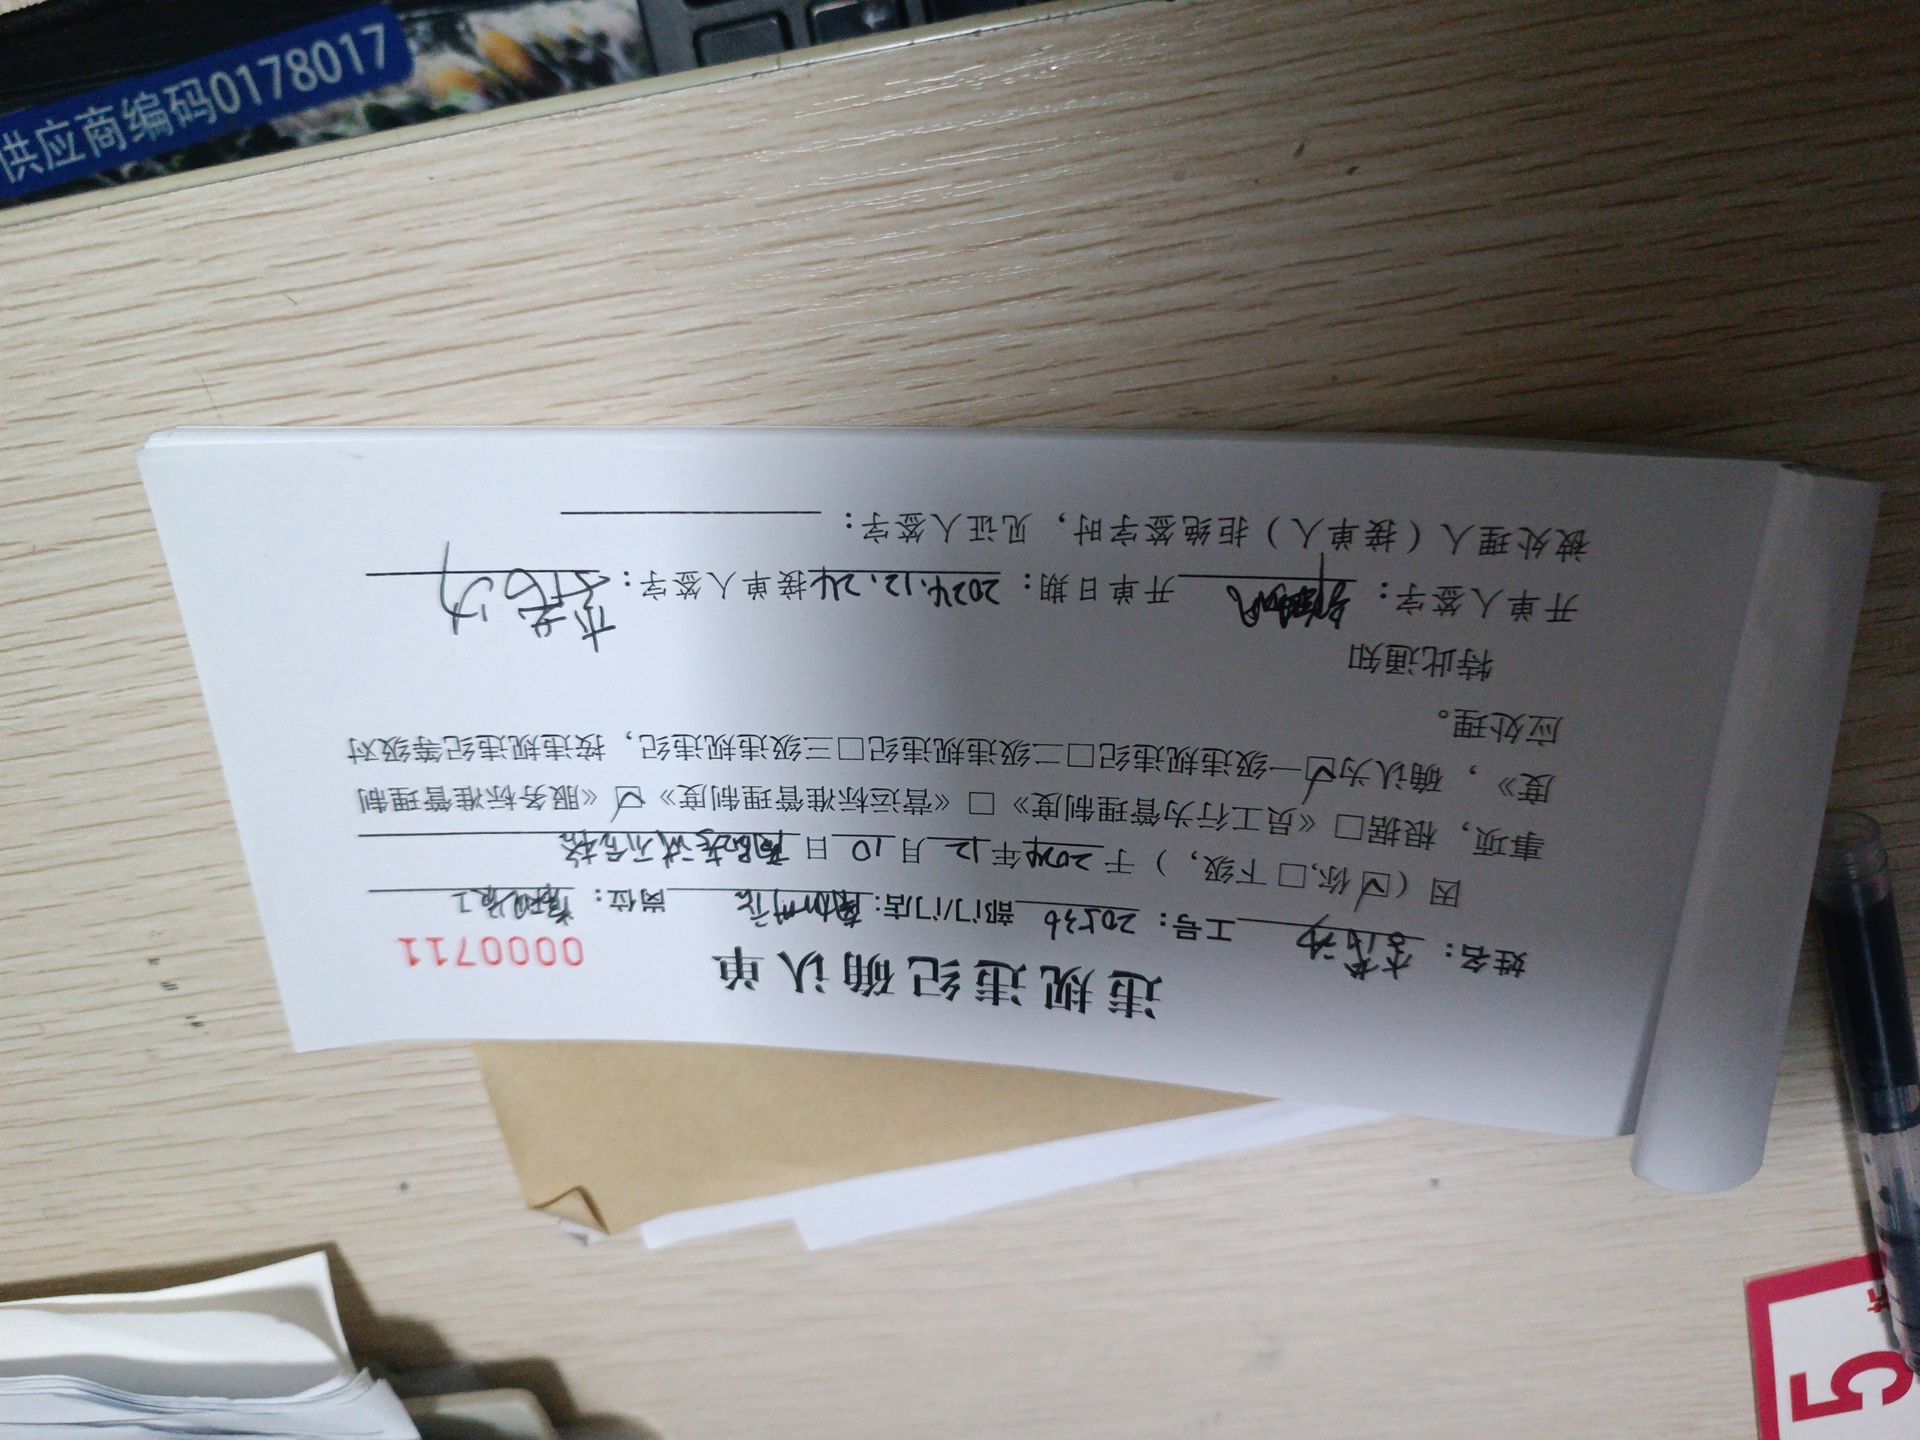 供应商编码0178017
违规违纪确认单
0000711
姓名： 工号：20536 部门/门店： 岗位：
因（☑你，□下级，）于2024年12月10日 考试不合格
事项，根据□《员工行为管理制度》□《营运标准管理制度》☑《服务标准管理制
度》，确认为☑一级违规违纪□二级违规违纪□三级违规违纪，按违规违纪等级对
应处理。
特此通知
开单人签字： 开单日期：2024.12.24 接单人签字：
被处理人（接单人）拒绝签字时，见证人签字：
5